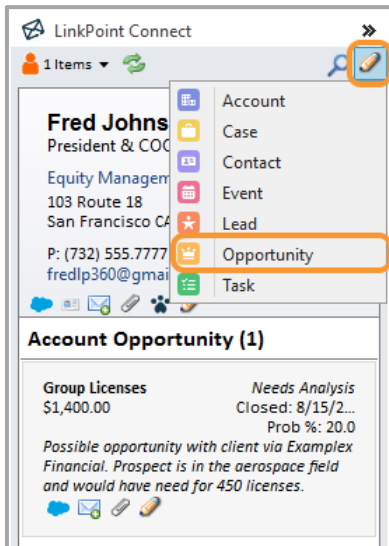 LinkPoint Connect »
1 Items
Account
Case
Contact
Event
Lead
Opportunity
Task
Fred Johns
President & COO
Equity Managem
103 Route 18
San Francisco CA
P: (732) 555.7777
fredlp360@gmai
Account Opportunity (1)
Group Licenses Needs Analysis
$1,400.00 Closed: 8/15/2...
Prob %: 20.0
Possible opportunity with client via Examplex
Financial. Prospect is in the aerospace field
and would have need for 450 licenses.